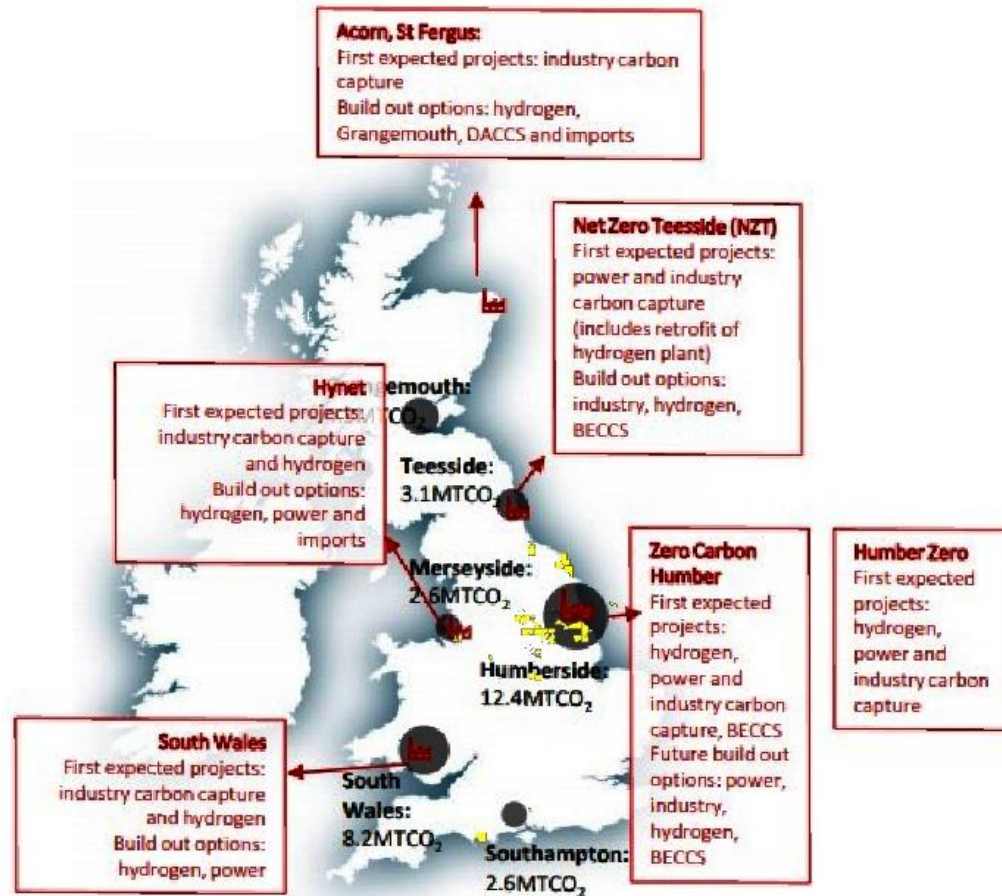 Acorn, St Fergus:
First expected projects: industry carbon
capture
Build out options: hydrogen,
Grangemouth, DACCS and imports
Net Zero Teesside (NZT)
First expected projects:
power and industry
carbon capture
(includes retrofit of
hydrogen plant)
Build out options:
industry, hydrogen,
BECCS
Hynet
First expected projects:
industry carbon capture
and hydrogen
Build out options:
hydrogen, power and
imports
gemouth:
MTCO₂
Teesside:
3.1MTCO₂
Merseyside:
2.6MTCO₂
Humberside:
12.4MTCO₂
Zero Carbon
Humber
First expected
projects:
hydrogen,
power and
industry carbon
capture, BECCS
Future build out
options: power,
industry,
hydrogen,
BECCS
Humber Zero
First expected
projects:
hydrogen,
power and
industry carbon
capture
South Wales
First expected projects:
industry carbon capture
and hydrogen
Build out options:
hydrogen, power
South
Wales:
8.2MTCO₂
Southampton:
2.6MTCO₂